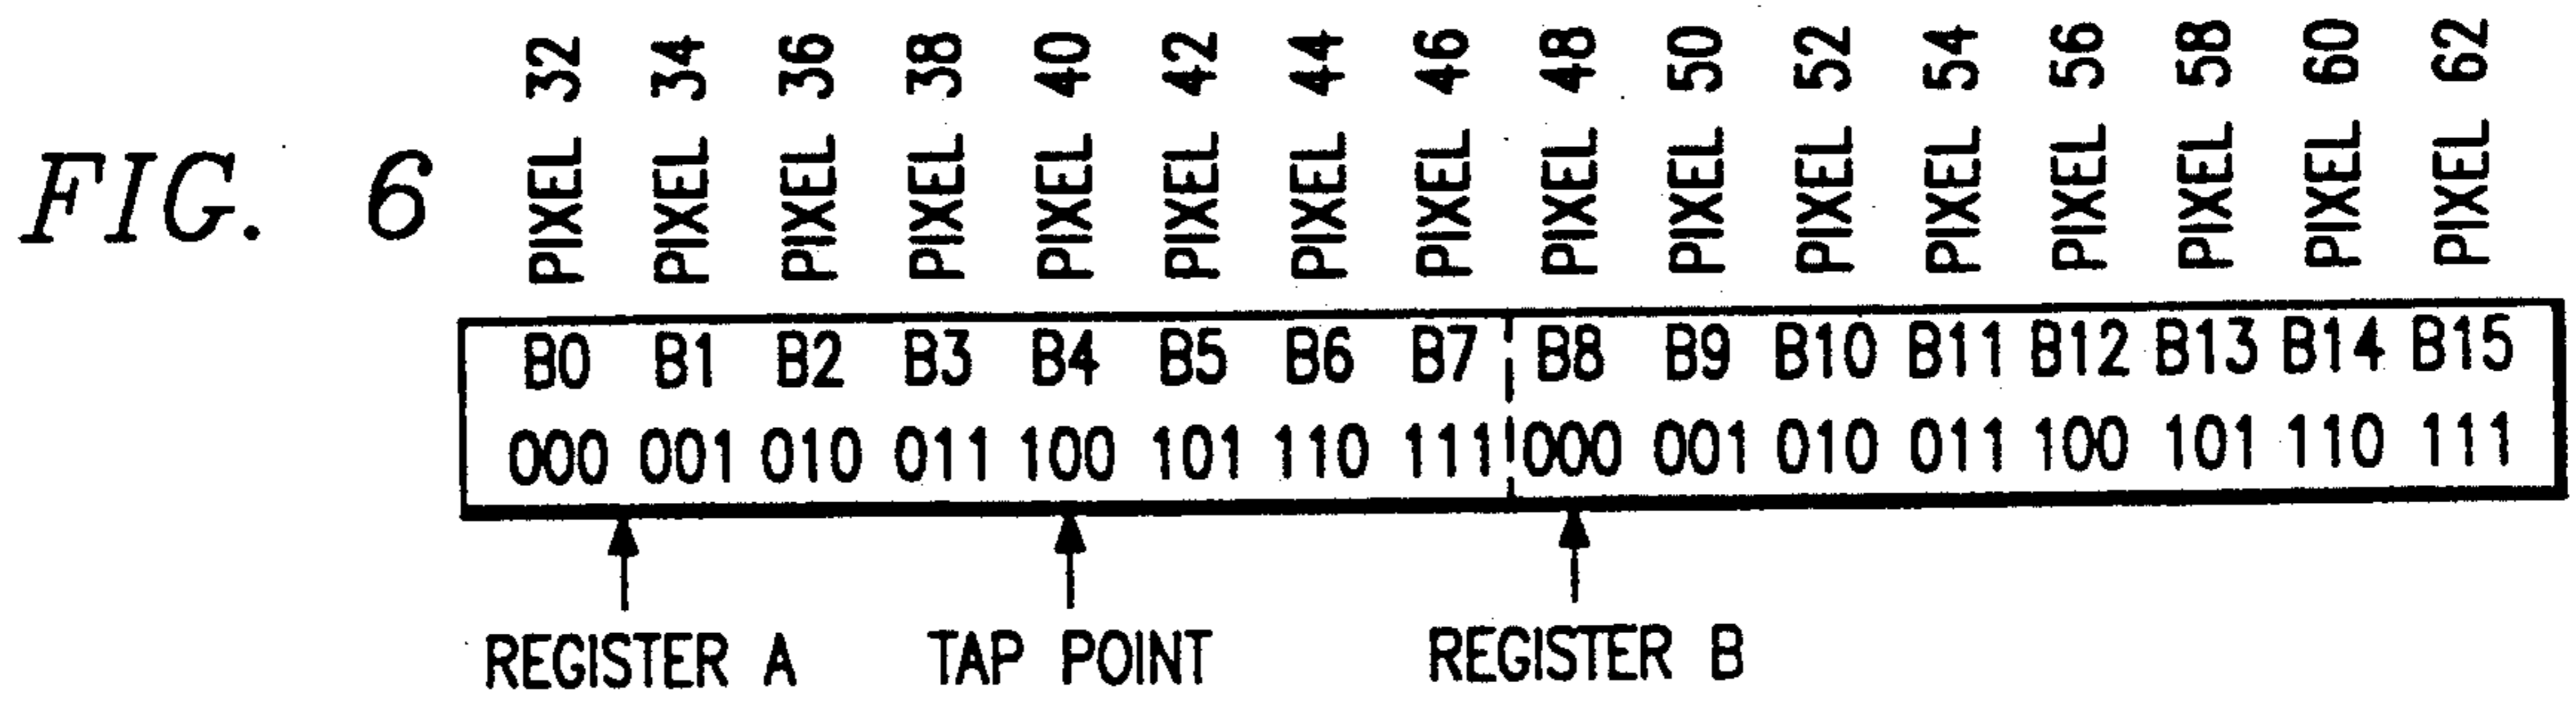 FIG. 6
PIXEL 32
PIXEL 34
PIXEL 36
PIXEL 38
PIXEL 40
PIXEL 42
PIXEL 44
PIXEL 46
PIXEL 48
PIXEL 50
PIXEL 52
PIXEL 54
PIXEL 56
PIXEL 58
PIXEL 60
PIXEL 62
B0 B1 B2 B3 B4 B5 B6 B7 B8 B9 B10 B11 B12 B13 B14 B15
000 001 010 011 100 101 110 111 000 001 010 011 100 101 110 111
REGISTER A TAP POINT REGISTER B